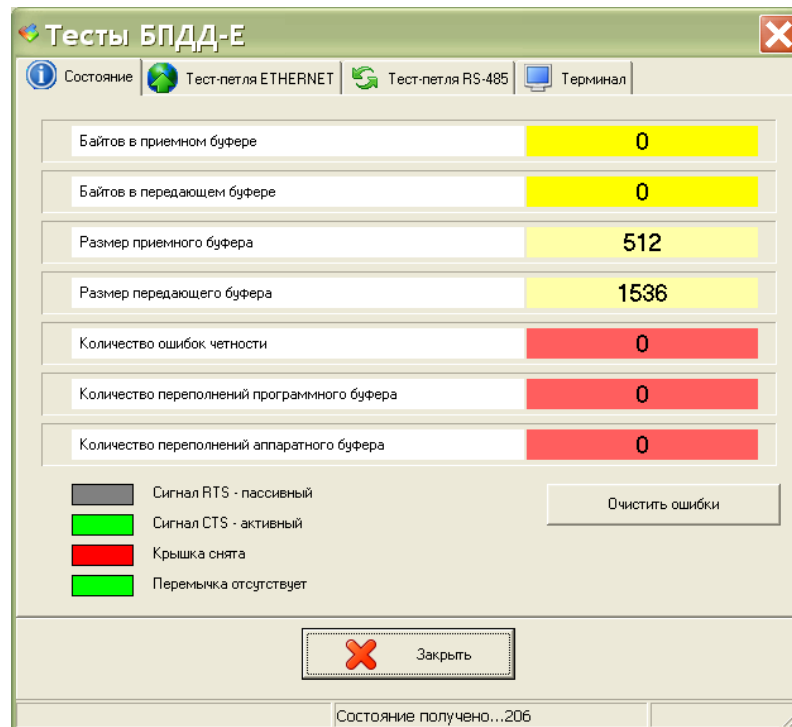 Тесты БПДД-Е
Состояние Тест-петля ETHERNET Тест-петля RS-485 Терминал
Байтов в приемном буфере 0
Байтов в передающем буфере 0
Размер приемного буфера 512
Размер передающего буфера 1536
Количество ошибок четности 0
Количество переполнений программного буфера 0
Количество переполнений аппаратного буфера 0
Сигнал RTS - пассивный
Очистить ошибки
Сигнал CTS - активный
Крышка снята
Перемычка отсутствует
Закрыть
Состояние получено...206